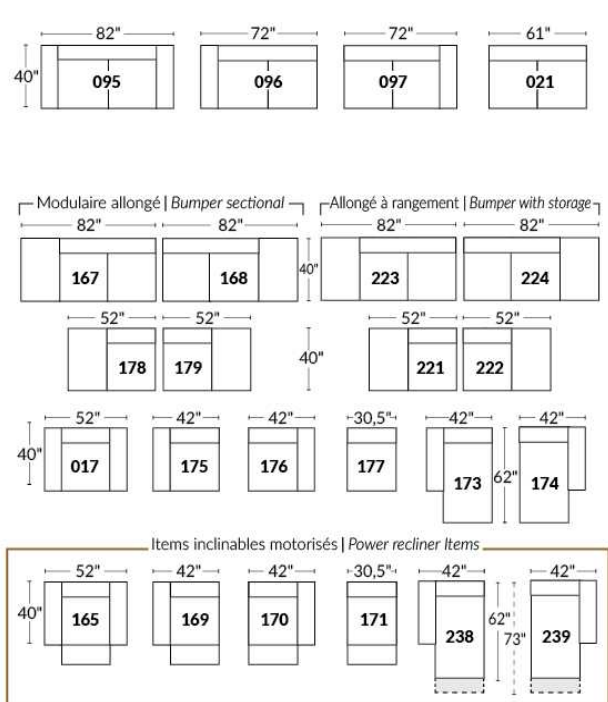 82" 72" 72" 61"
40" 095 096 097 021
Modulaire allongé | Bumper sectional Allongé à rangement | Bumper with storage
82" 82" 82" 82"
167 168 40" 223 224
52" 52" 52" 52"
178 179 40" 221 222
52" 42" 42" 30,5" 42" 42"
40" 017 175 176 177 173 62" 174
Items inclinables motorisés | Power recliner Items
52" 42" 42" 30,5" 42" 42"
40" 165 169 170 171 238 62" 73" 239